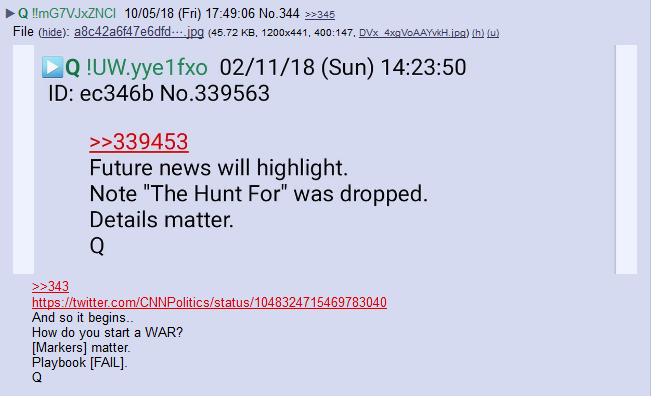 ▶ Q !!mG7VJxZNCI 10/05/18 (Fri) 17:49:06 No.344 >>345
File (hide): a8c42a6f47e6dfd⋯.jpg (45.72 KB, 1200x441, 400:147, DVx_4xgVoAAYvkH.jpg) (h) (u)
▶Q !UW.yye1fxo 02/11/18 (Sun) 14:23:50
ID: ec346b No.339563
>>339453
Future news will highlight.
Note "The Hunt For" was dropped.
Details matter.
Q
>>343
https://twitter.com/CNNPolitics/status/1048324715469783040
And so it begins..
How do you start a WAR?
[Markers] matter.
Playbook [FAIL].
Q